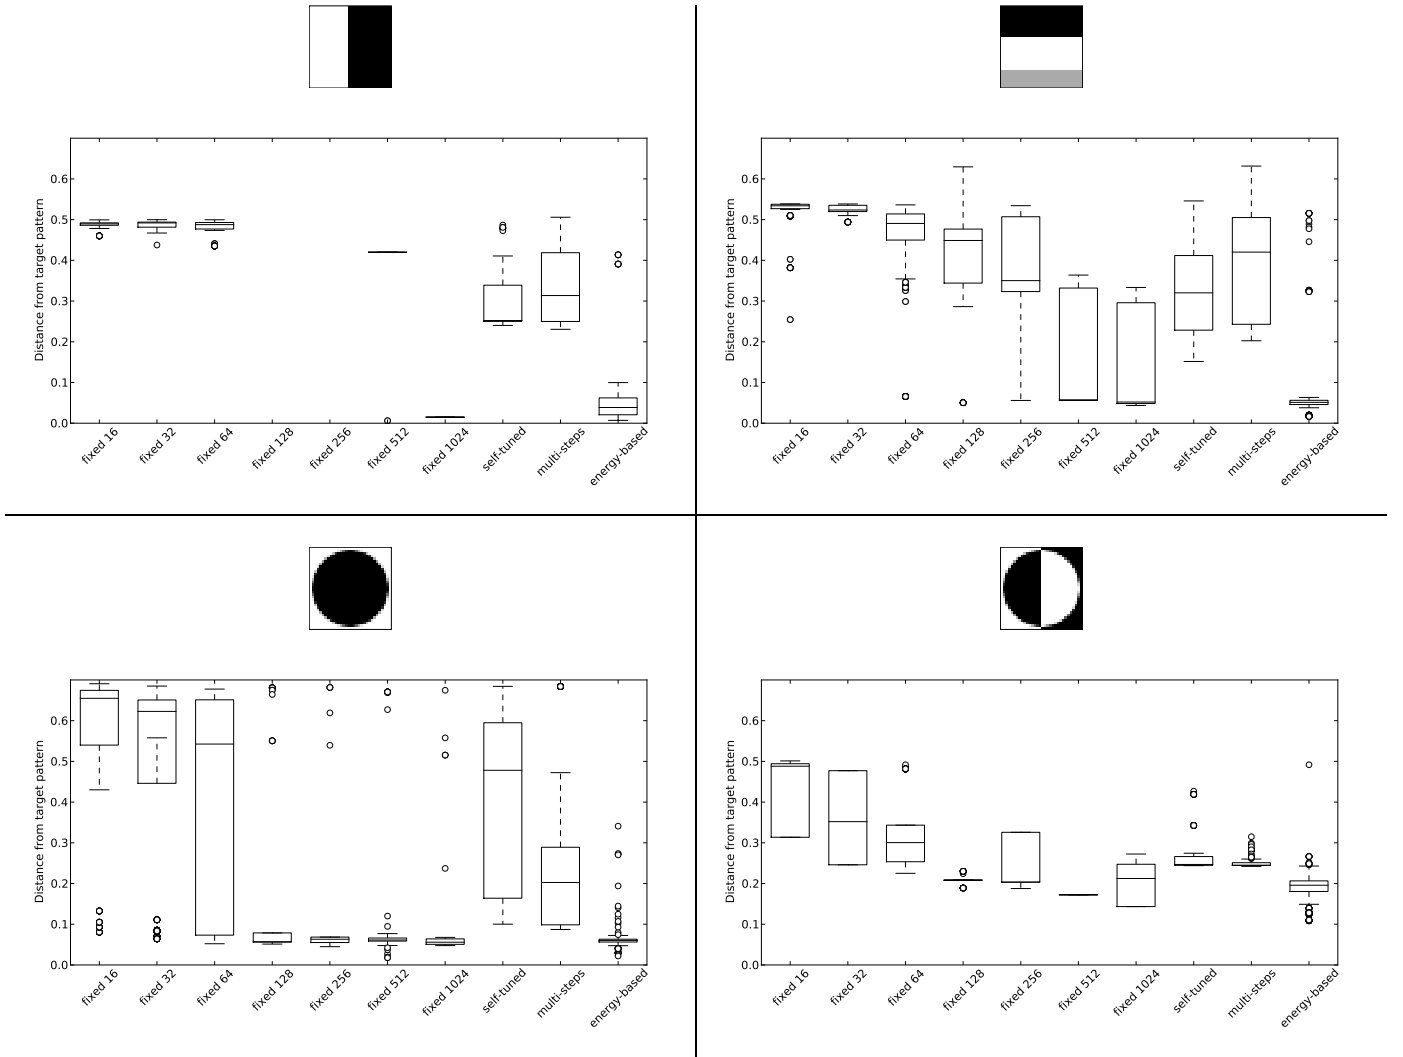 Distance from target pattern
0.6
0.5
0.4
0.3
0.2
0.1
0.0
fixed 16
fixed 32
fixed 64
fixed 128
fixed 256
fixed 512
fixed 1024
self-tuned
multi-steps
energy-based
Distance from target pattern
0.6
0.5
0.4
0.3
0.2
0.1
0.0
fixed 16
fixed 32
fixed 64
fixed 128
fixed 256
fixed 512
fixed 1024
self-tuned
multi-steps
energy-based
Distance from target pattern
0.6
0.5
0.4
0.3
0.2
0.1
0.0
fixed 16
fixed 32
fixed 64
fixed 128
fixed 256
fixed 512
fixed 1024
self-tuned
multi-steps
energy-based
Distance from target pattern
0.6
0.5
0.4
0.3
0.2
0.1
0.0
fixed 16
fixed 32
fixed 64
fixed 128
fixed 256
fixed 512
fixed 1024
self-tuned
multi-steps
energy-based